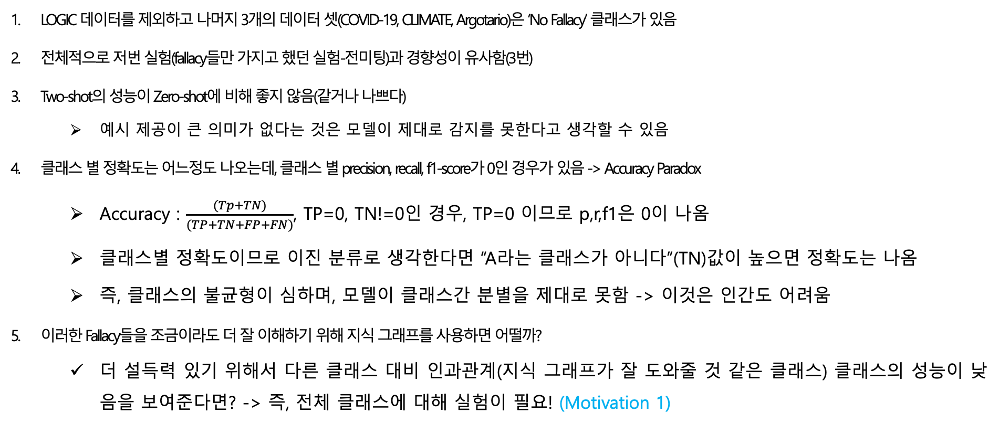 1. LOGIC 데이터를 제외하고 나머지 3개의 데이터 셋(COVID-19, CLIMATE, Argotario)은 ‘No Fallacy’ 클래스가 있음
2. 전체적으로 저번 실험(fallacy들만 가지고 했던 실험-전미팅)과 경향성이 유사함(3번)
3. Two-shot의 성능이 Zero-shot에 비해 좋지 않음(같거나 나쁘다)
➢ 예시 제공이 큰 의미가 없다는 것은 모델이 제대로 감지를 못한다고 생각할 수 있음
4. 클래스 별 정확도는 어느정도 나오는데, 클래스 별 precision, recall, f1-score가 0인 경우가 있음 -> Accuracy Paradox
➢ Accuracy : (Tp+TN)/(TP+TN+FP+FN), TP=0, TN!=0인 경우, TP=0 이므로 p,r,f1은 0이 나옴
➢ 클래스별 정확도이므로 이진 분류로 생각한다면 “A라는 클래스가 아니다”(TN)값이 높으면 정확도는 나옴
➢ 즉, 클래스의 불균형이 심하며, 모델이 클래스간 분별을 제대로 못함 -> 이것은 인간도 어려움
5. 이러한 Fallacy들을 조금이라도 더 잘 이해하기 위해 지식 그래프를 사용하면 어떨까?
✓ 더 설득력 있기 위해서 다른 클래스 대비 인과관계(지식 그래프가 잘 도와줄 것 같은 클래스) 클래스의 성능이 낮
음을 보여준다면? -> 즉, 전체 클래스에 대해 실험이 필요! (Motivation 1)